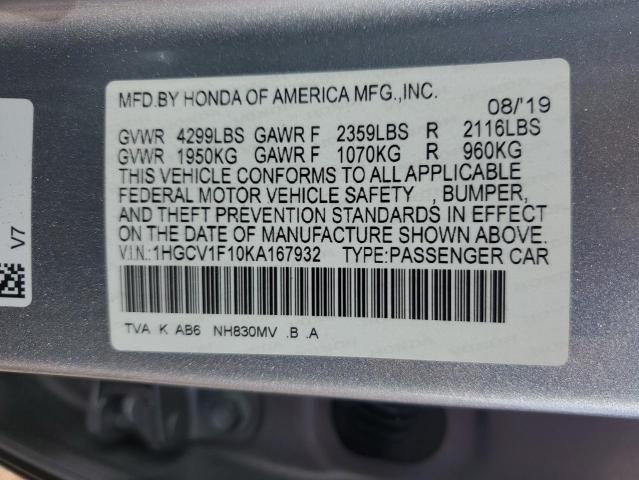 MFD.BY HONDA OF AMERICA MFG.,INC.
08/'19
GVWR 4299LBS GAWR F 2359LBS R 2116LBS
GVWR 1950KG GAWR F 1070KG R 960KG
THIS VEHICLE CONFORMS TO ALL APPLICABLE
FEDERAL MOTOR VEHICLE SAFETY , BUMPER,
AND THEFT PREVENTION STANDARDS IN EFFECT
ON THE DATE OF MANUFACTURE SHOWN ABOVE.
V.I.N.:1HGCV1F10KA167932 TYPE:PASSENGER CAR
TVA K AB6 NH830MV .B .A
V7